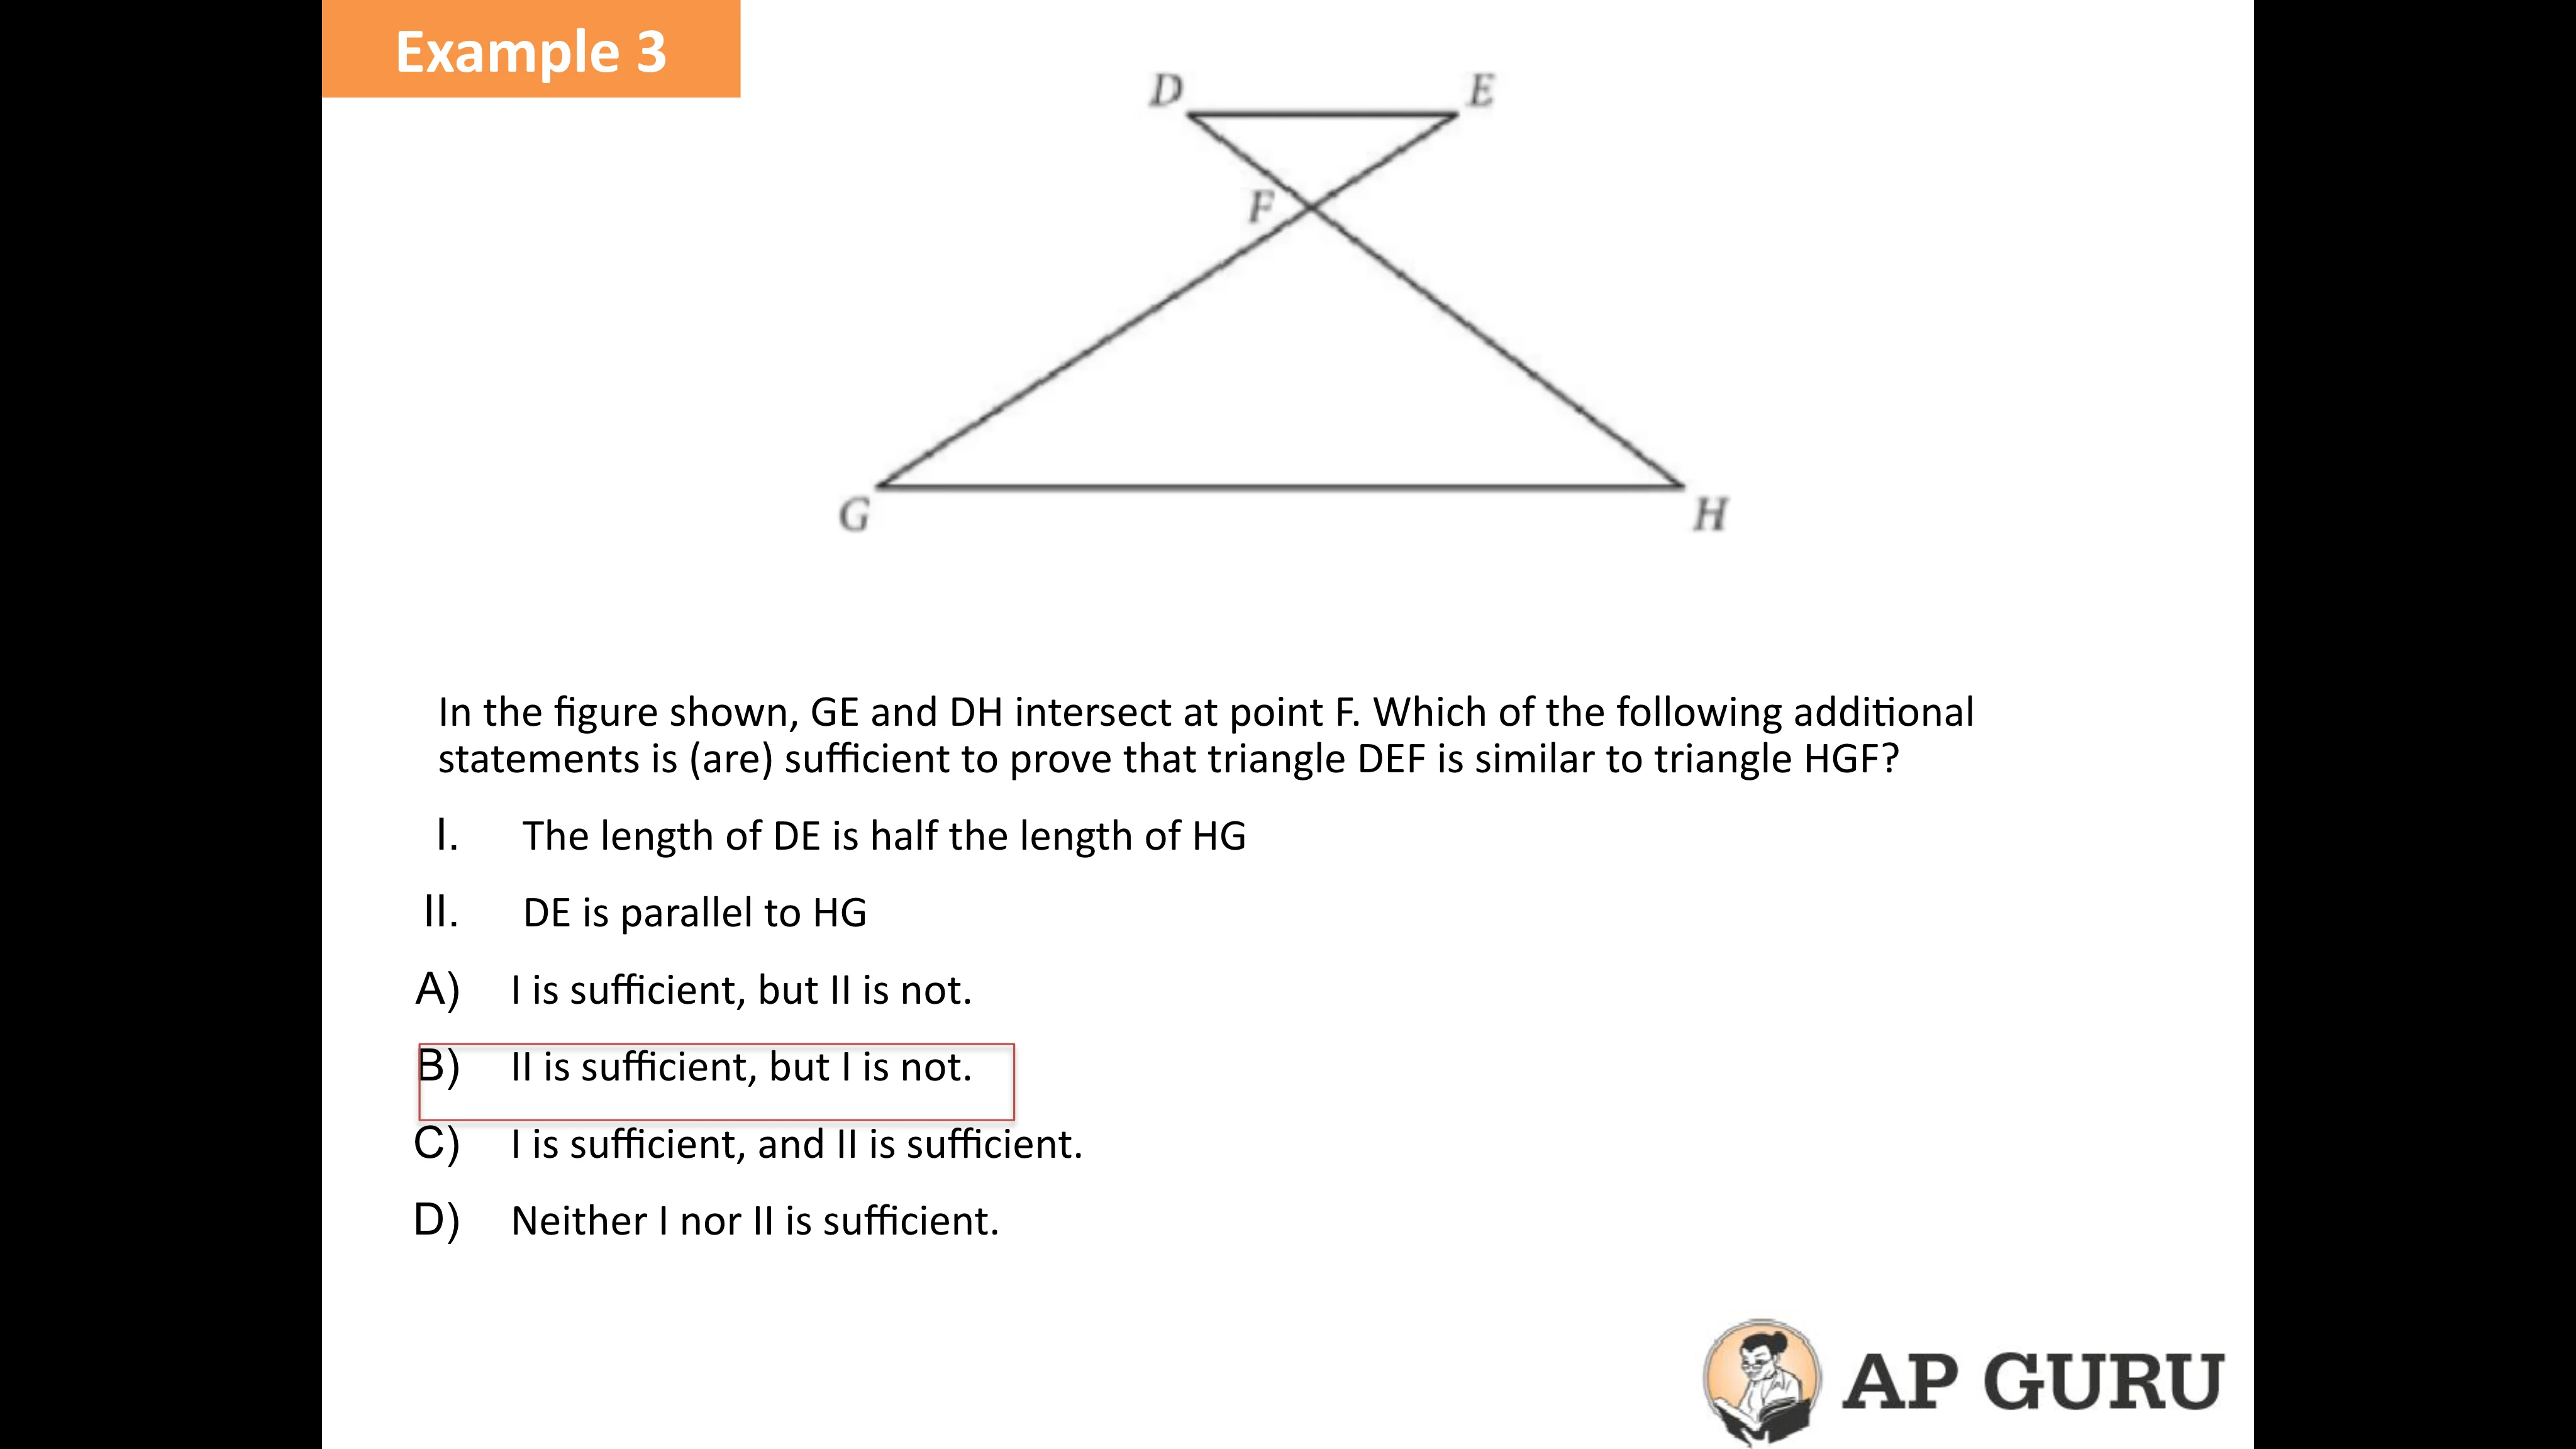 Example 3
D
E
F
G
H
In the figure shown, GE and DH intersect at point F. Which of the following additional
statements is (are) sufficient to prove that triangle DEF is similar to triangle HGF?
I. The length of DE is half the length of HG
II. DE is parallel to HG
A) I is sufficient, but II is not.
B) II is sufficient, but I is not.
C) I is sufficient, and II is sufficient.
D) Neither I nor II is sufficient.
AP GURU